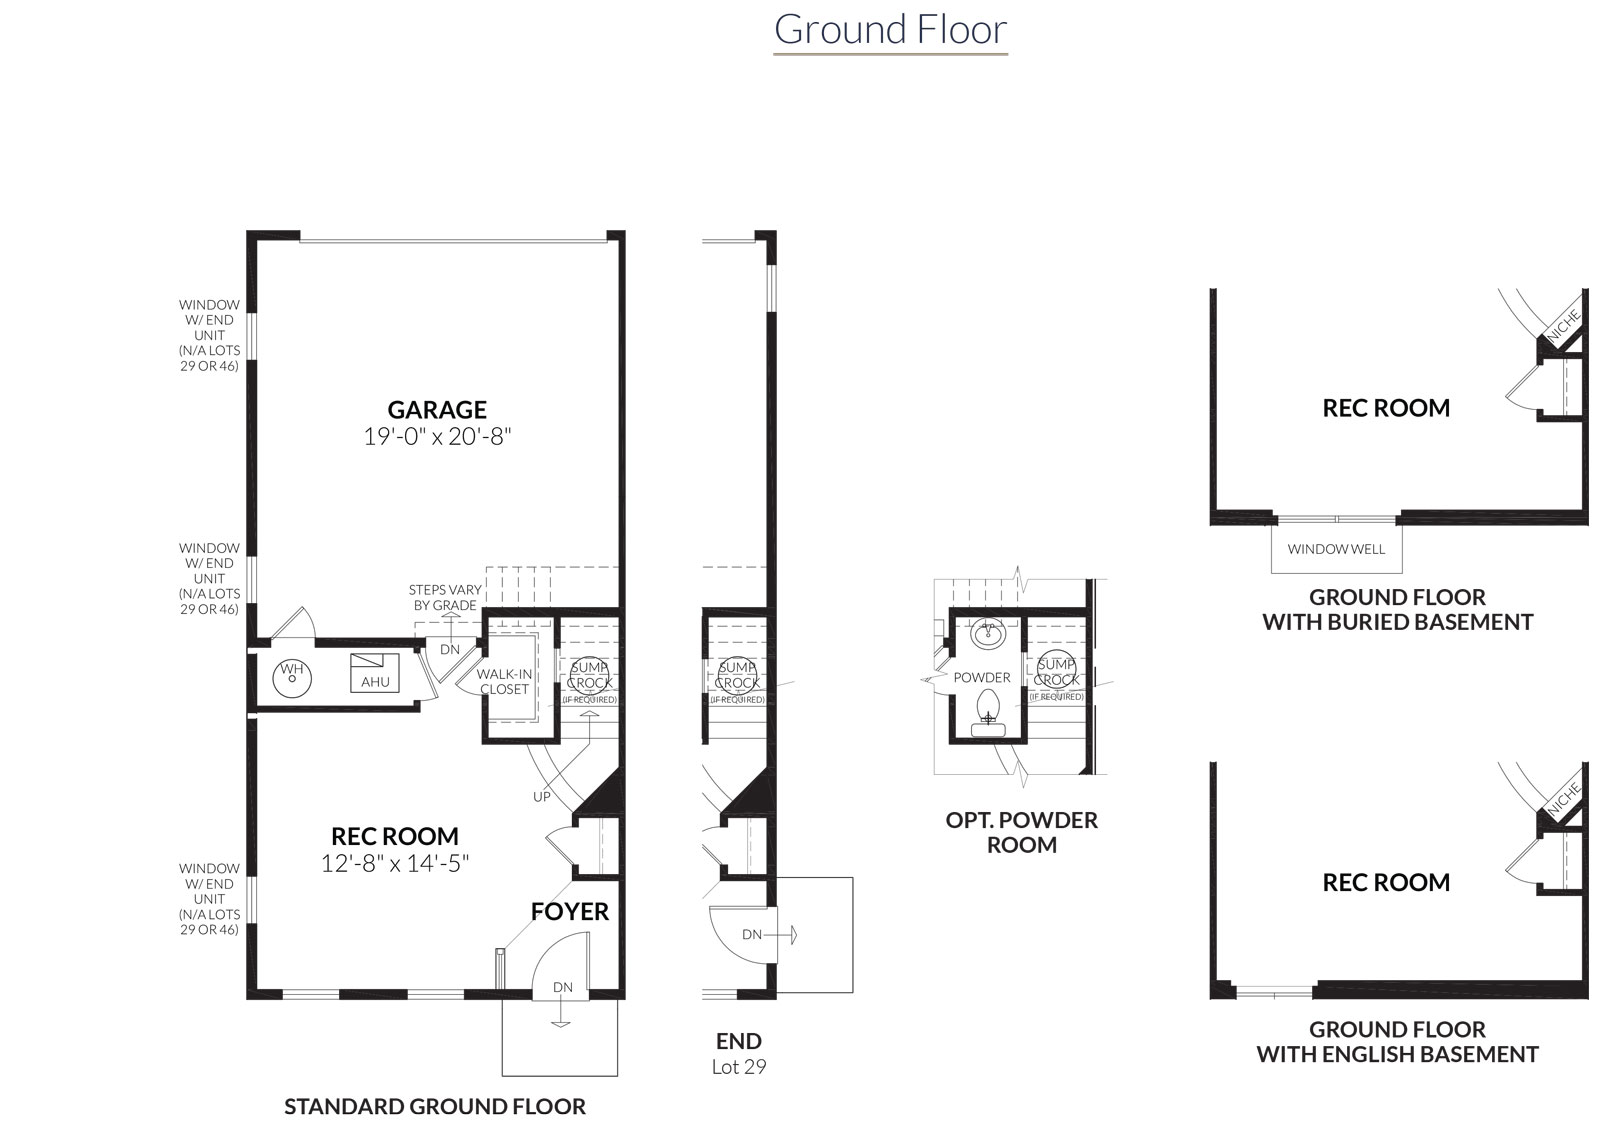 Ground Floor
WINDOW
W/ END
UNIT
(N/A LOTS
29 OR 46)
GARAGE
19'-0" x 20'-8"
WINDOW
W/ END
UNIT
(N/A LOTS
29 OR 46)
STEPS VARY
BY GRADE
DN
WH
AHU
WALK-IN
CLOSET
SUMP
CROCK
(IF REQUIRED)
UP
REC ROOM
12'-8" x 14'-5"
WINDOW
W/ END
UNIT
(N/A LOTS
29 OR 46)
FOYER
DN
STANDARD GROUND FLOOR
SUMP
CROCK
(IF REQUIRED)
DN
END
Lot 29
POWDER
SUMP
CROCK
(IF REQUIRED)
OPT. POWDER
ROOM
NICHE
REC ROOM
WINDOW WELL
GROUND FLOOR
WITH BURIED BASEMENT
NICHE
REC ROOM
GROUND FLOOR
WITH ENGLISH BASEMENT